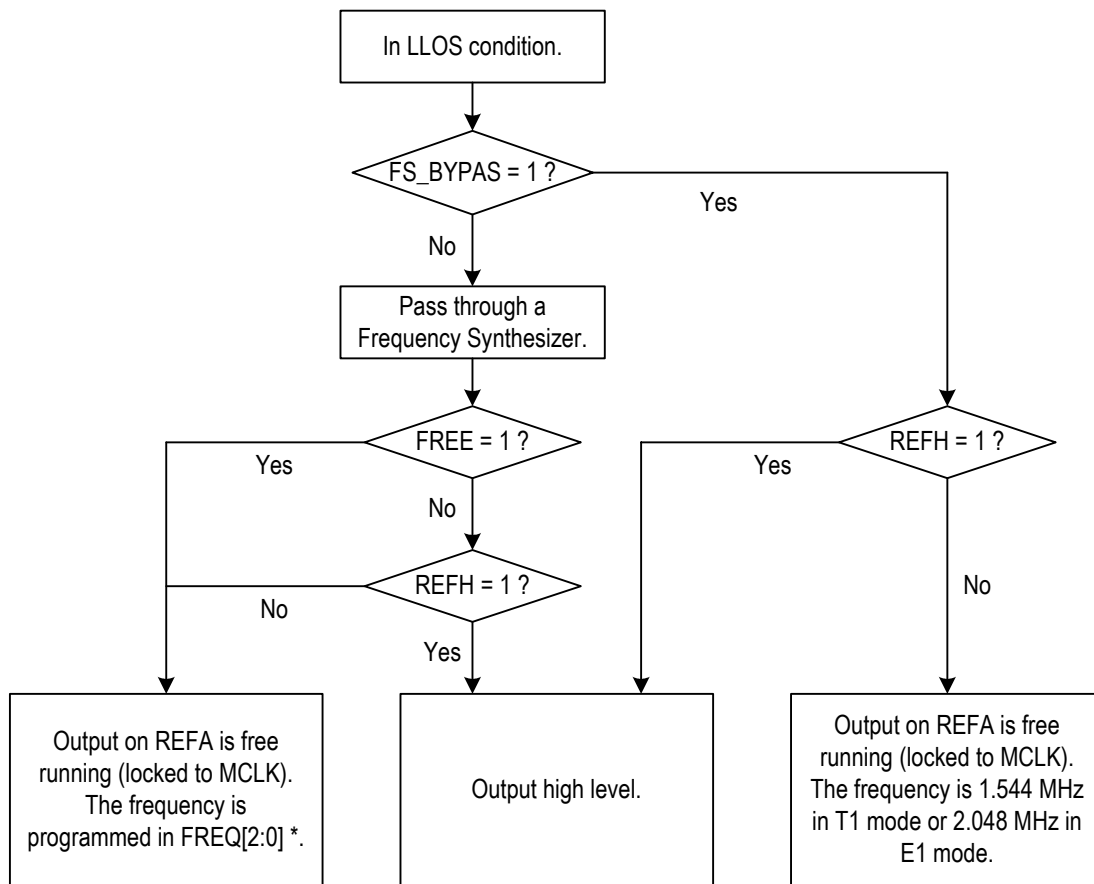 In LLOS condition.
FS_BYPAS = 1 ?
Yes
No
Pass through a
Frequency Synthesizer.
FREE = 1 ?
REFH = 1 ?
Yes
Yes
No
REFH = 1 ?
No
No
Yes
Output on REFA is free
running (locked to MCLK).
The frequency is
programmed in FREQ[2:0] *.
Output high level.
Output on REFA is free
running (locked to MCLK).
The frequency is 1.544 MHz
in T1 mode or 2.048 MHz in
E1 mode.